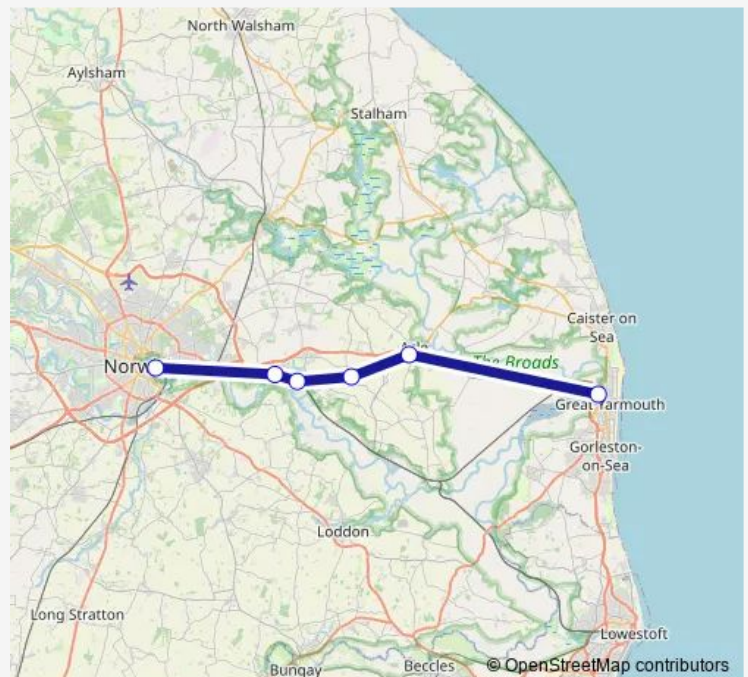 North Walsham
Aylsham
Stalham
Caister on
Sea
Norw
The Broads
Great Yarmouth
Gorleston-
on-Sea
Loddon
Long Stratton
Lowestoft
Bungay
Beccles
© OpenStreetMap contributors